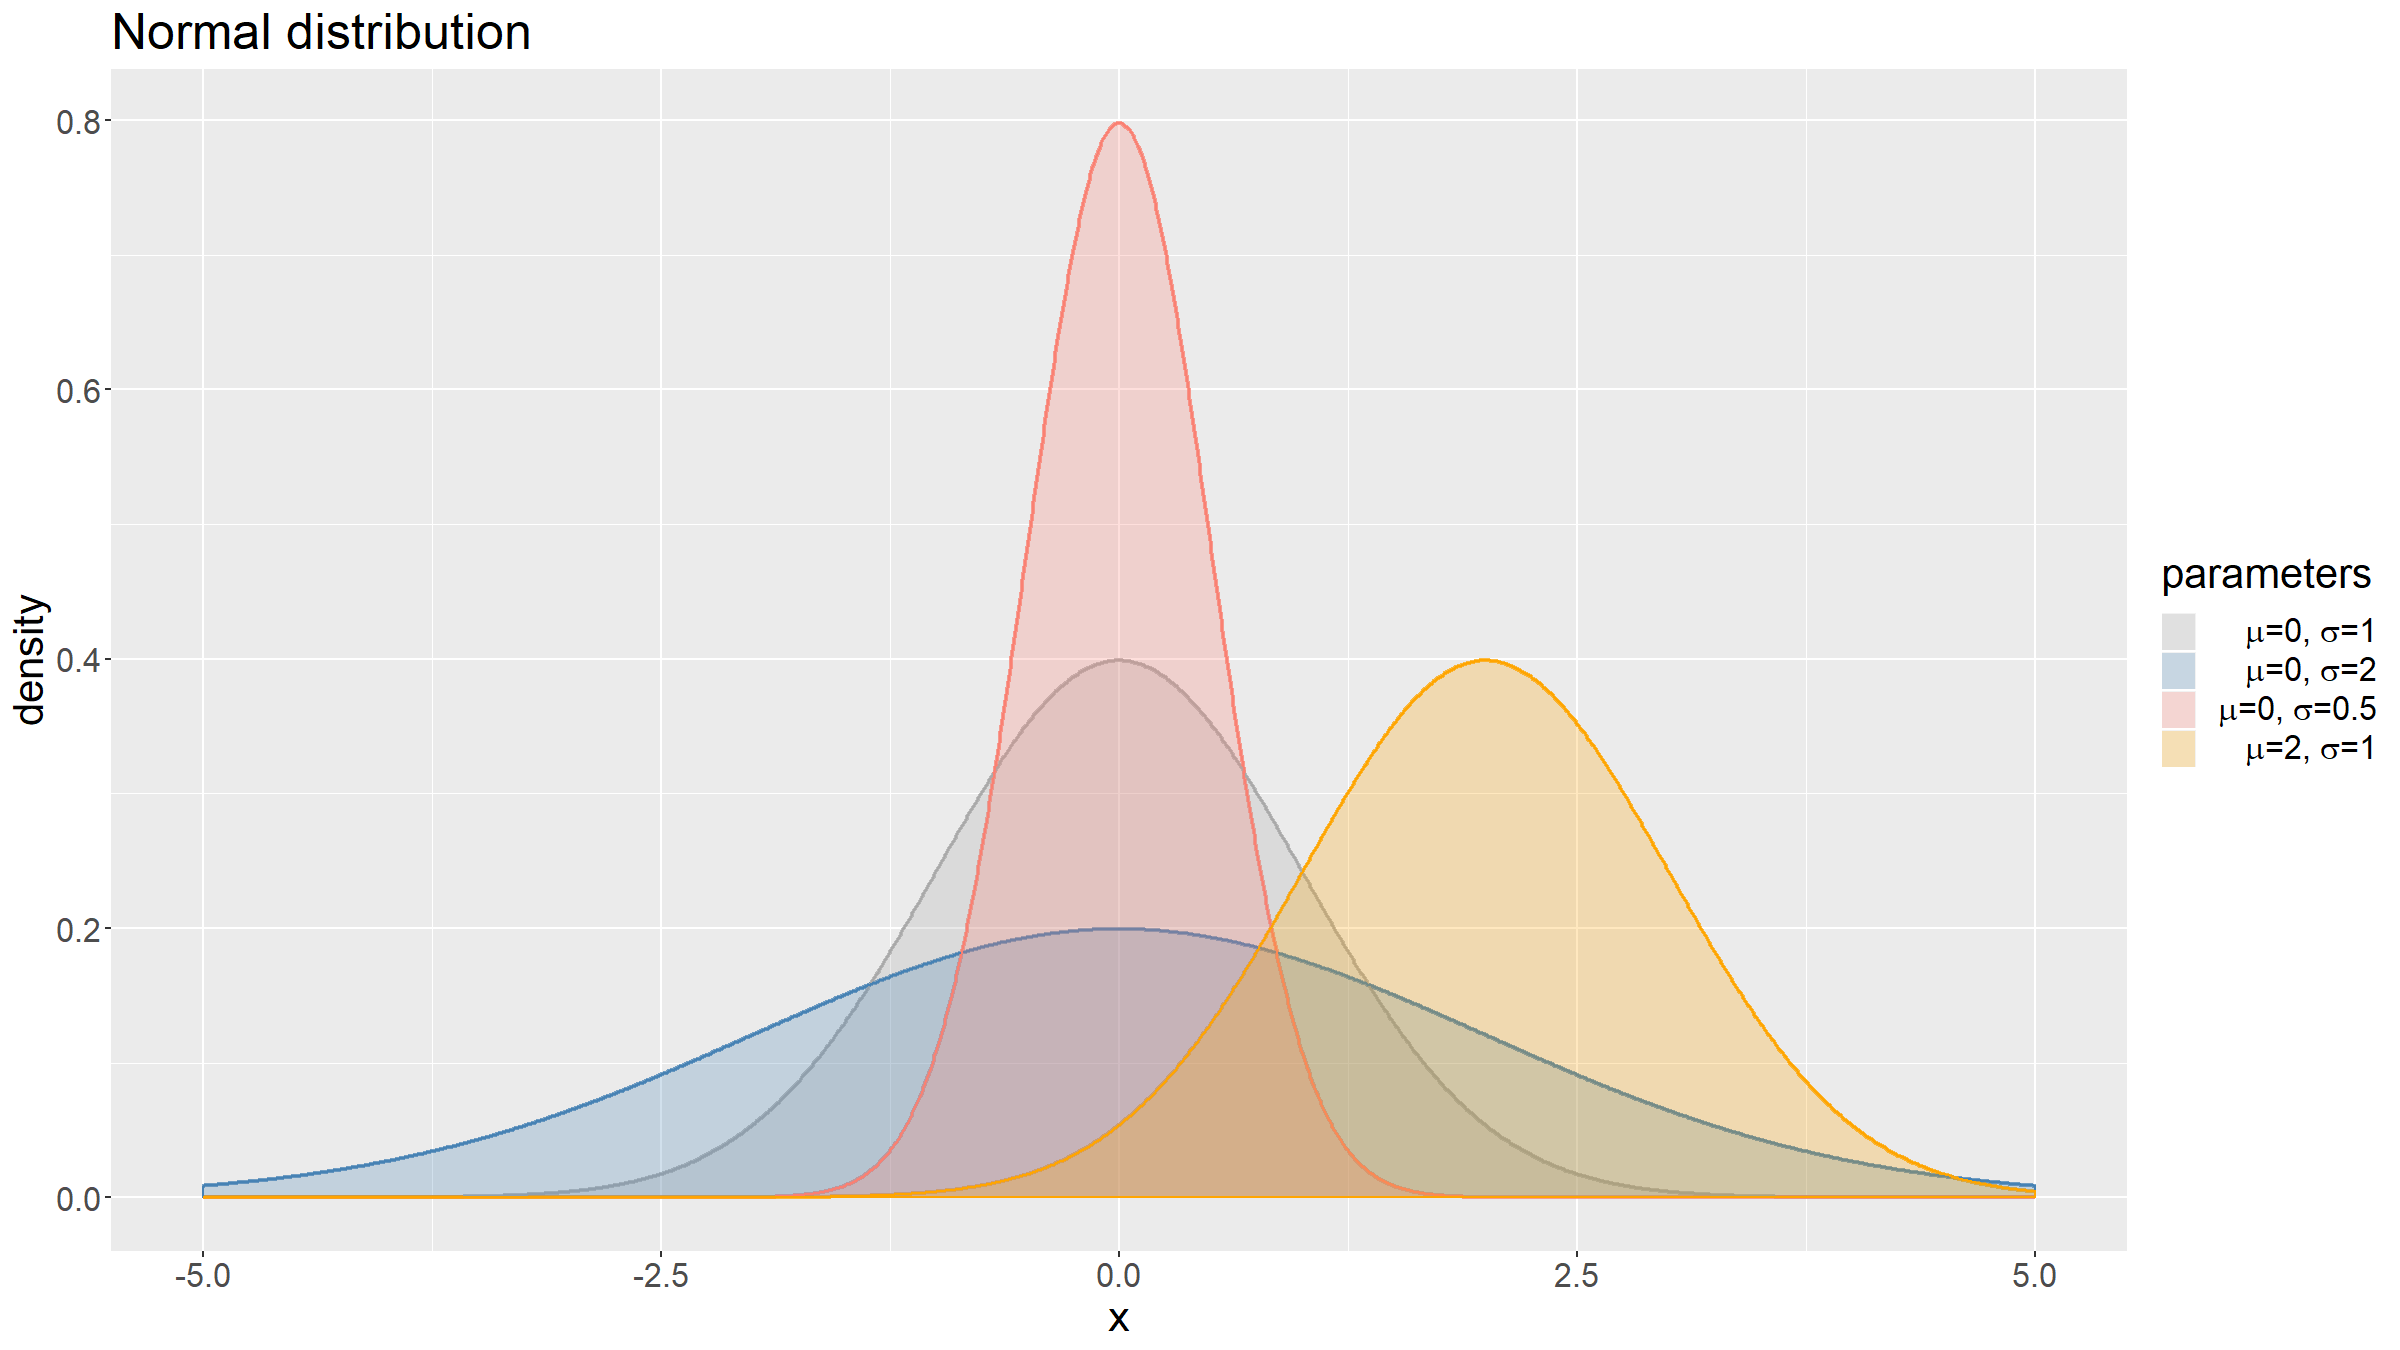 Normal distribution
density
0.8
0.6
0.4
0.2
0.0
-5.0 -2.5 0.0 2.5 5.0
x
parameters
μ=0, σ=1
μ=0, σ=2
μ=0, σ=0.5
μ=2, σ=1